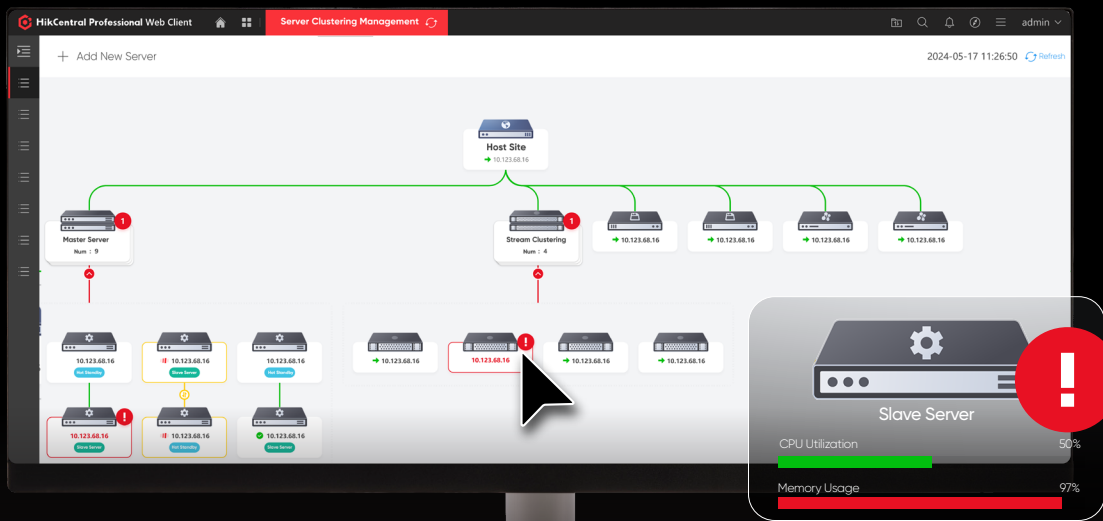 HikCentral Professional Web Client
Server Clustering Management
admin
+ Add New Server
2024-05-17 11:26:50 Refresh
Host Site
10.123.68.16
1
Master Server
Num : 9
1
Stream Clustering
Num : 4
10.123.68.16
10.123.68.16
10.123.68.16
10.123.68.16
10.123.68.16
Hot Standby
10.123.68.16
Slave Server
10.123.68.16
Hot Standby
10.123.68.16
10.123.68.16
!
10.123.68.16
10.123.68.16
10.123.68.16
!
Slave Server
10.123.68.16
Hot Standby
10.123.68.16
Slave Server
!
Slave Server
CPU Utilization 50%
Memory Usage 97%